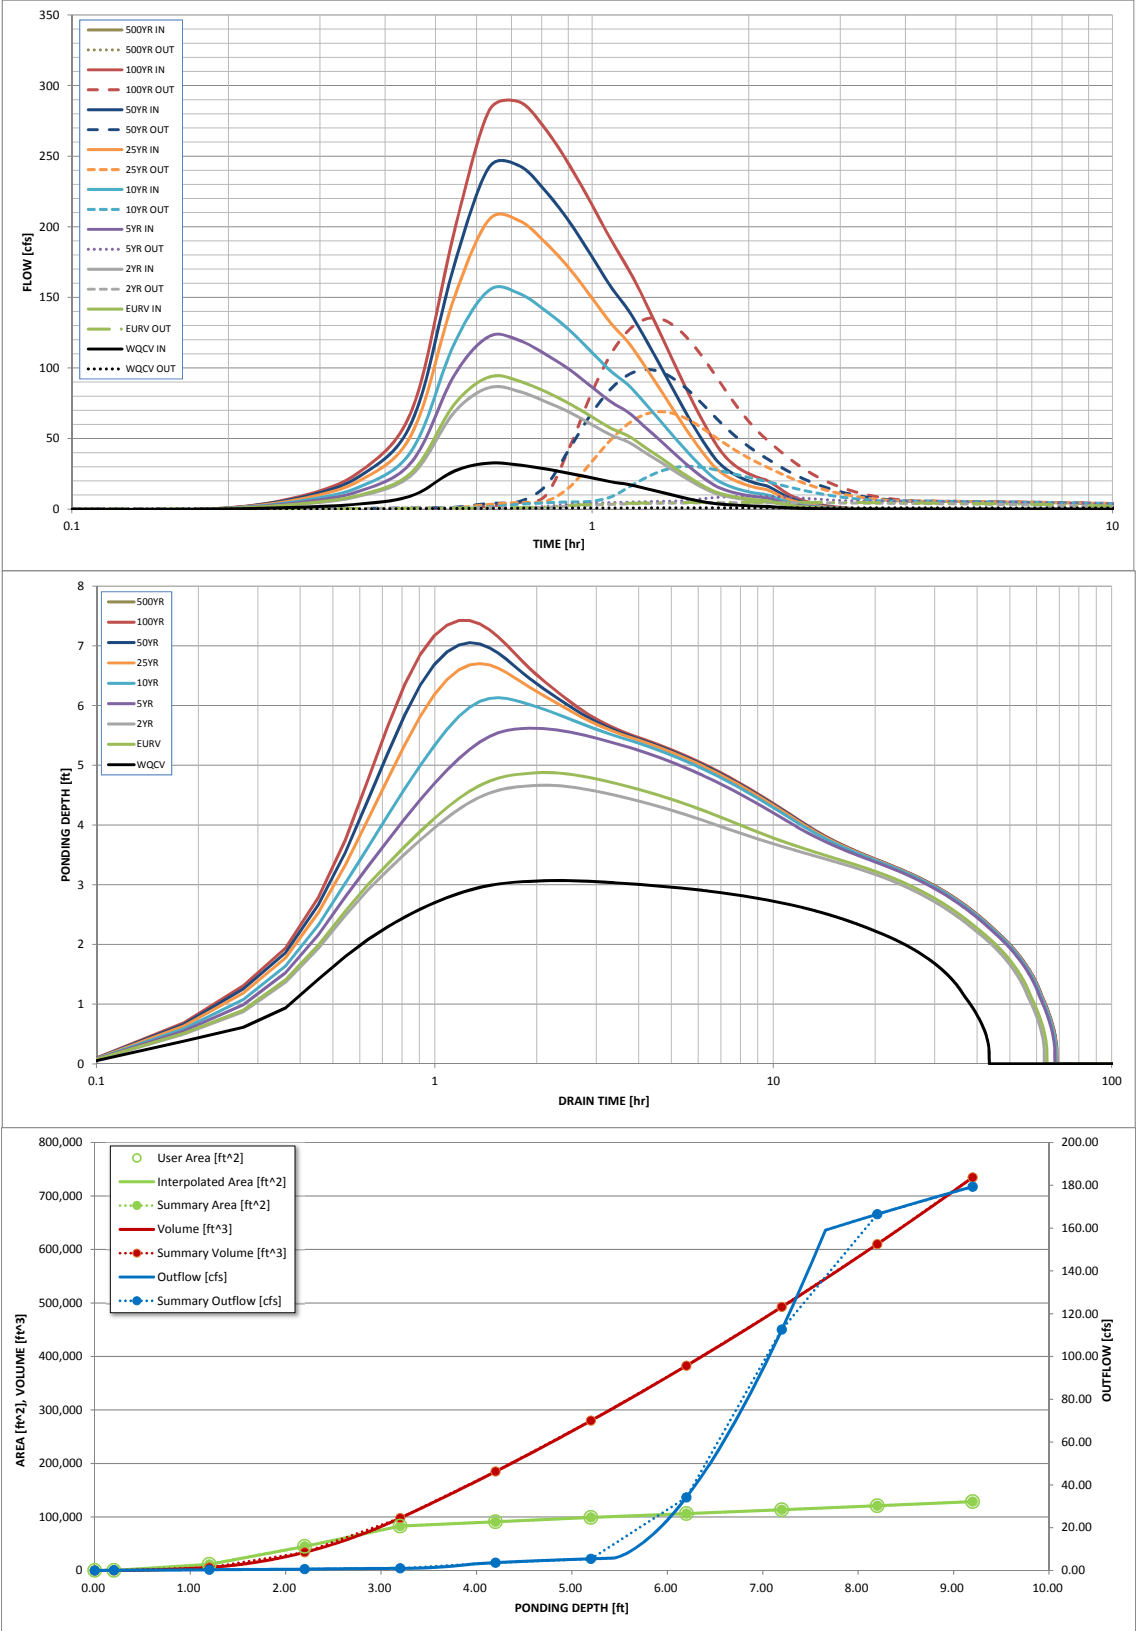 350
300
250
200
150
100
50
0
FLOW [cfs]
500YR IN
500YR OUT
100YR IN
100YR OUT
50YR IN
50YR OUT
25YR IN
25YR OUT
10YR IN
10YR OUT
5YR IN
5YR OUT
2YR IN
2YR OUT
EURV IN
EURV OUT
WQCV IN
WQCV OUT
0.1
1
10
TIME [hr]
8
7
6
5
4
3
2
1
0
PONDING DEPTH [ft]
500YR
100YR
50YR
25YR
10YR
5YR
2YR
EURV
WQCV
0.1
1
10
100
DRAIN TIME [hr]
800,000
700,000
600,000
500,000
400,000
300,000
200,000
100,000
0
AREA [ft^2], VOLUME [ft^3]
User Area [ft^2]
Interpolated Area [ft^2]
Summary Area [ft^2]
Volume [ft^3]
Summary Volume [ft^3]
Outflow [cfs]
Summary Outflow [cfs]
200.00
180.00
160.00
140.00
120.00
100.00
80.00
60.00
40.00
20.00
0.00
OUTFLOW [cfs]
0.00
1.00
2.00
3.00
4.00
5.00
6.00
7.00
8.00
9.00
10.00
PONDING DEPTH [ft]